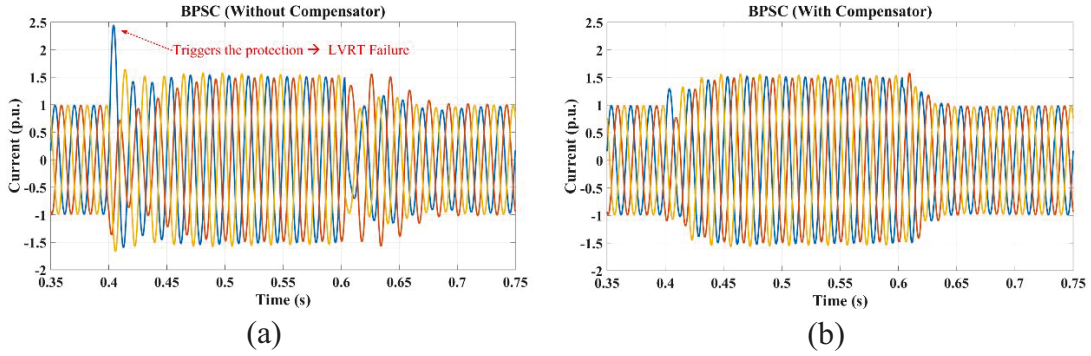 BPSC (Without Compensator)
2.5
2
1.5
1
0.5
0
-0.5
-1
-1.5
-2
Current (p.u.)
Triggers the protection → LVRT Failure
0.35 0.4 0.45 0.5 0.55 0.6 0.65 0.7 0.75
Time (s)
(a)
BPSC (With Compensator)
2.5
2
1.5
1
0.5
0
-0.5
-1
-1.5
-2
Current (p.u.)
0.35 0.4 0.45 0.5 0.55 0.6 0.65 0.7 0.75
Time (s)
(b)